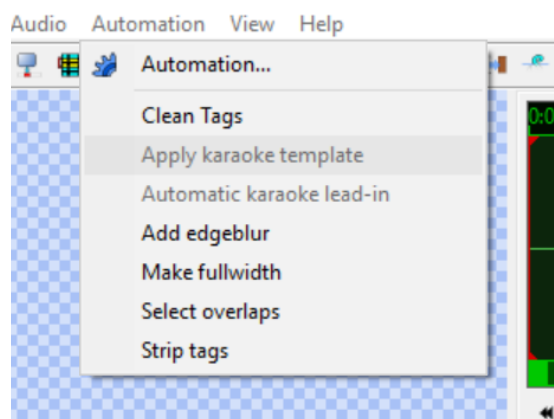 Audio Automation View Help
Automation...
Clean Tags
Apply karaoke template
Automatic karaoke lead-in
Add edgeblur
Make fullwidth
Select overlaps
Strip tags